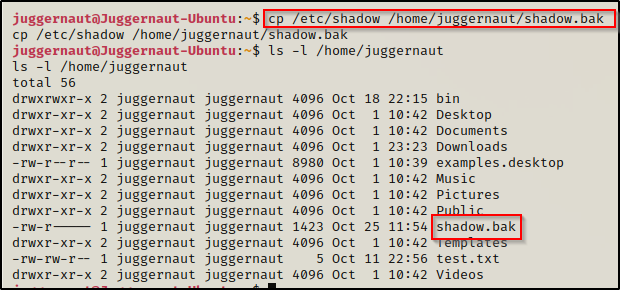 juggernaut@Juggernaut-Ubuntu:~$ cp /etc/shadow /home/juggernaut/shadow.bak
cp /etc/shadow /home/juggernaut/shadow.bak
juggernaut@Juggernaut-Ubuntu:~$ ls -l /home/juggernaut
ls -l /home/juggernaut
total 56
drwxrwxr-x 2 juggernaut juggernaut 4096 Oct 18 22:15 bin
drwxr-xr-x 2 juggernaut juggernaut 4096 Oct  1 10:42 Desktop
drwxr-xr-x 2 juggernaut juggernaut 4096 Oct  1 10:42 Documents
drwxr-xr-x 2 juggernaut juggernaut 4096 Oct  1 23:23 Downloads
-rw-r--r-- 1 juggernaut juggernaut 8980 Oct  1 10:39 examples.desktop
drwxr-xr-x 2 juggernaut juggernaut 4096 Oct  1 10:42 Music
drwxr-xr-x 2 juggernaut juggernaut 4096 Oct  1 10:42 Pictures
drwxr-xr-x 2 juggernaut juggernaut 4096 Oct  1 10:42 Public
-rw-r----- 1 juggernaut juggernaut 1423 Oct 25 11:54 shadow.bak
drwxr-xr-x 2 juggernaut juggernaut 4096 Oct  1 10:42 Templates
-rw-rw-r-- 1 juggernaut juggernaut    5 Oct 11 22:56 test.txt
drwxr-xr-x 2 juggernaut juggernaut 4096 Oct  1 10:42 Videos
juggernaut@Juggernaut-Ubuntu:~$